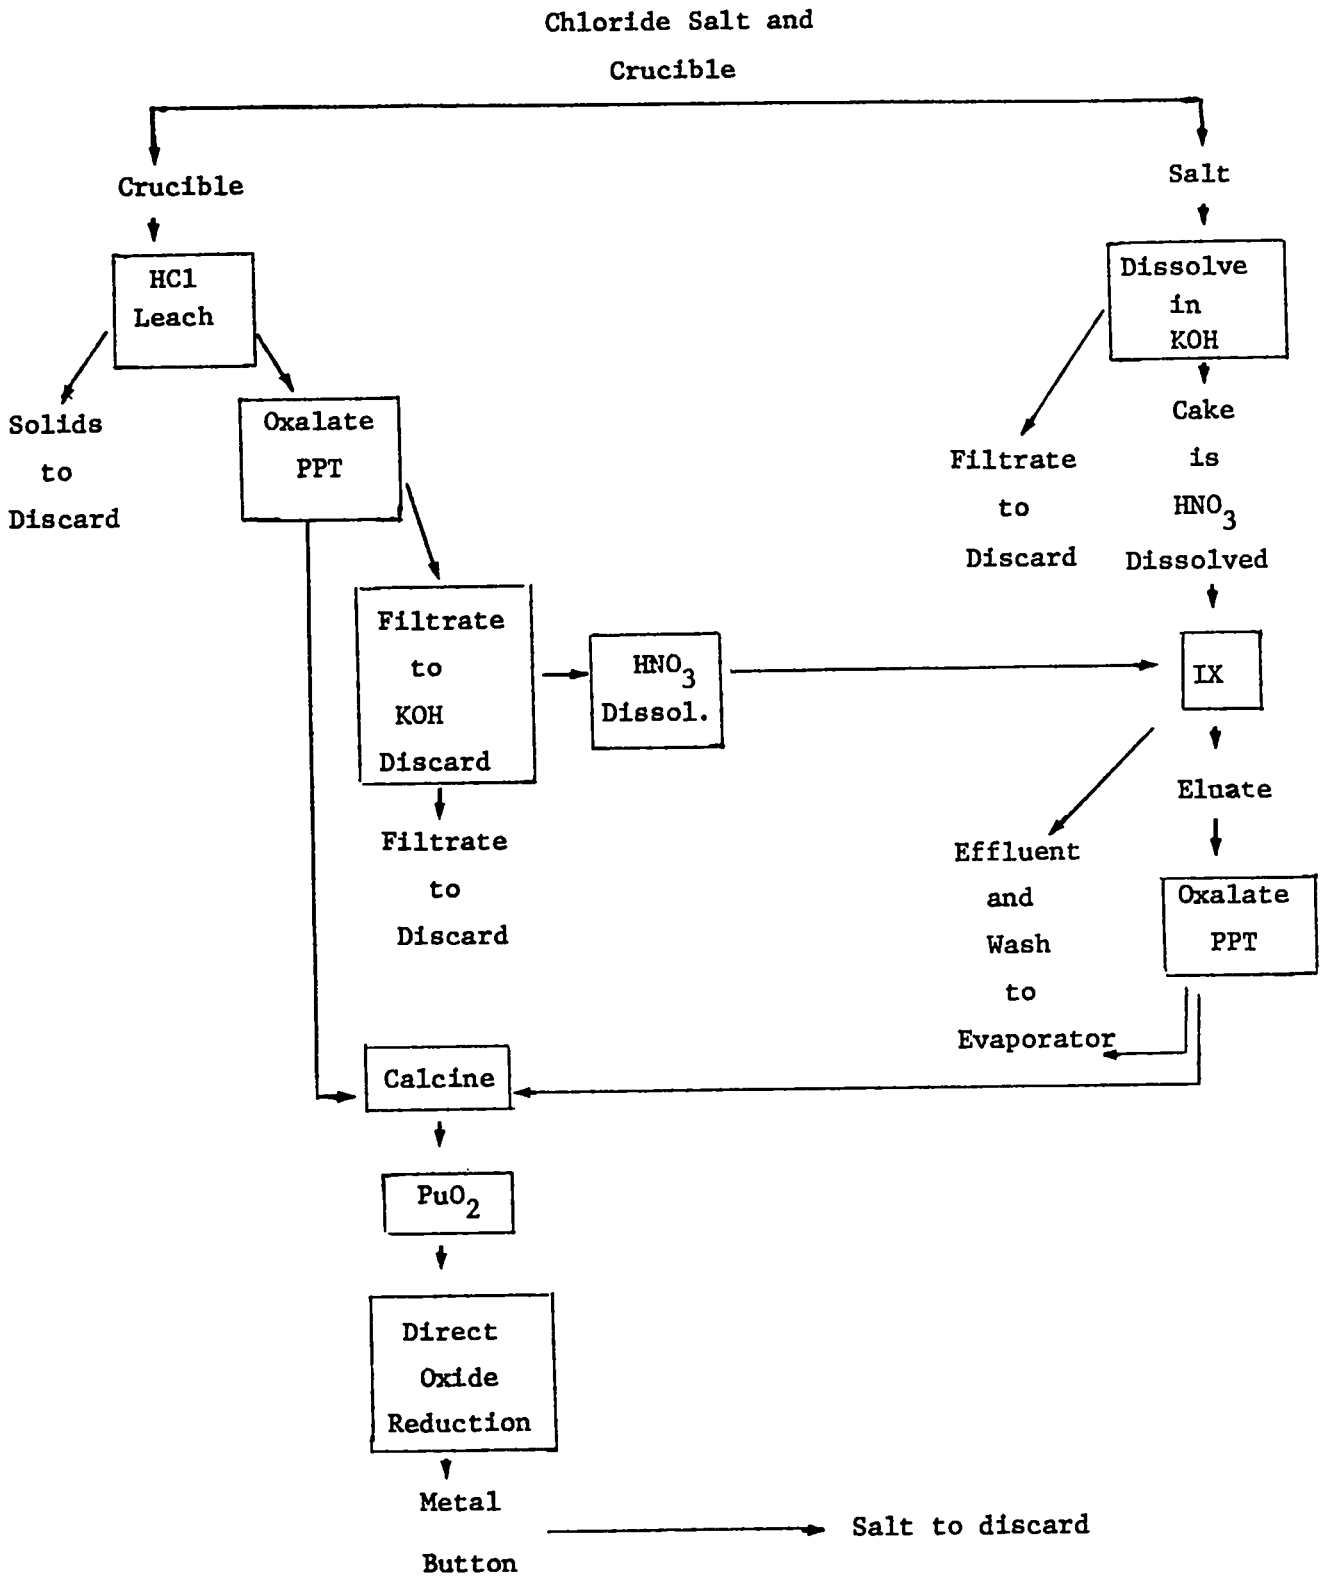 Chloride Salt and
Crucible
Crucible
HCl
Leach
Solids
to
Discard
Oxalate
PPT
Filtrate
to
KOH
Discard
Filtrate
to
Discard
HNO3
Dissol.
Salt
Dissolve
in
KOH
Filtrate
to
Discard
Cake
is
HNO3
Dissolved
IX
Effluent
and
Wash
to
Evaporator
Eluate
Oxalate
PPT
Calcine
PuO2
Direct
Oxide
Reduction
Metal
Button
Salt to discard